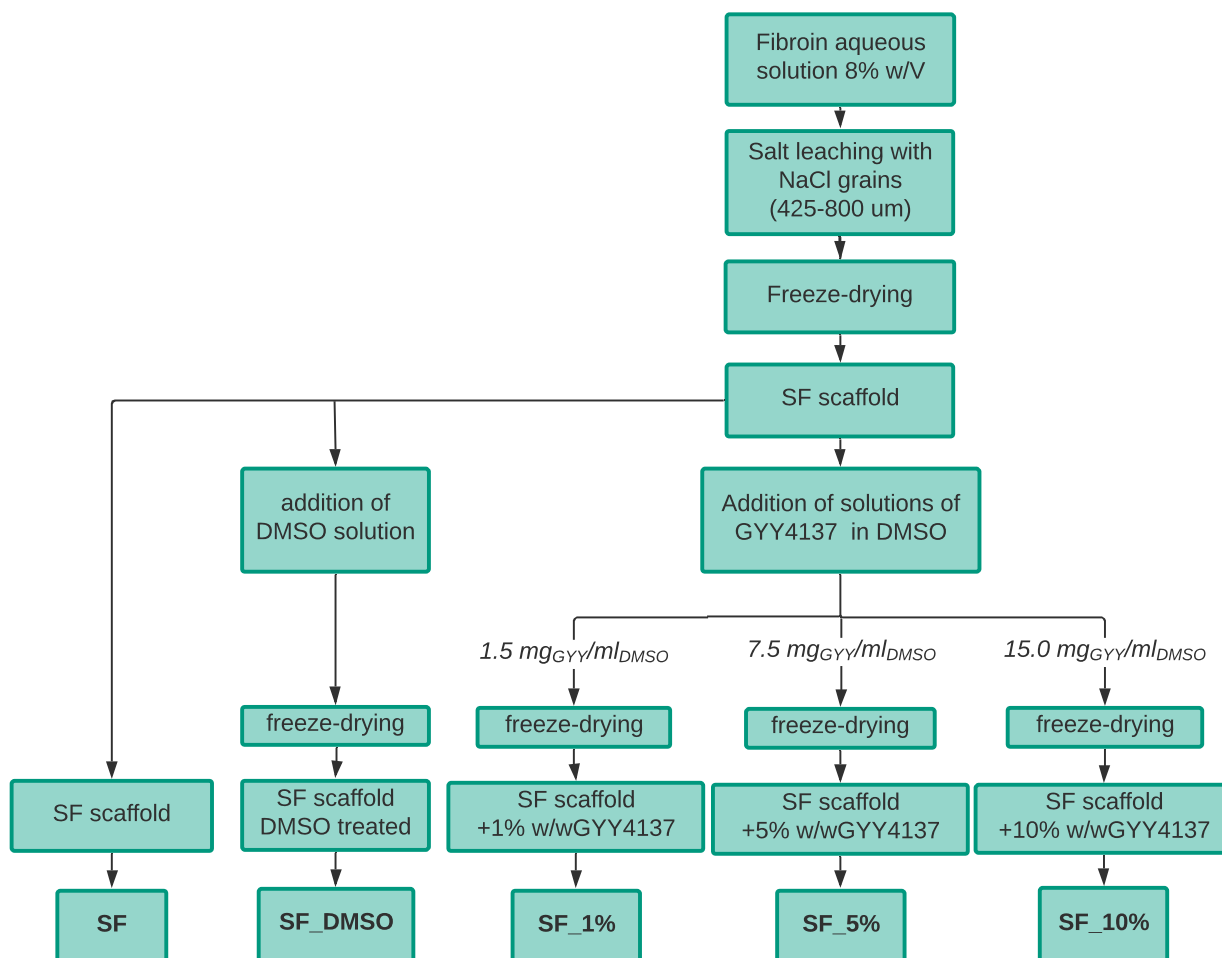 Fibroin aqueous
solution 8% w/V
Salt leaching with
NaCl grains
(425-800 um)
Freeze-drying
SF scaffold
addition of
DMSO solution
Addition of solutions of
GYY4137  in DMSO
1.5 mgGYY/mlDMSO
7.5 mgGYY/mlDMSO
15.0 mgGYY/mlDMSO
freeze-drying
freeze-drying
freeze-drying
freeze-drying
SF scaffold
SF scaffold
DMSO treated
SF scaffold
+1% w/wGYY4137
SF scaffold
+5% w/wGYY4137
SF scaffold
+10% w/wGYY4137
SF
SF_DMSO
SF_1%
SF_5%
SF_10%